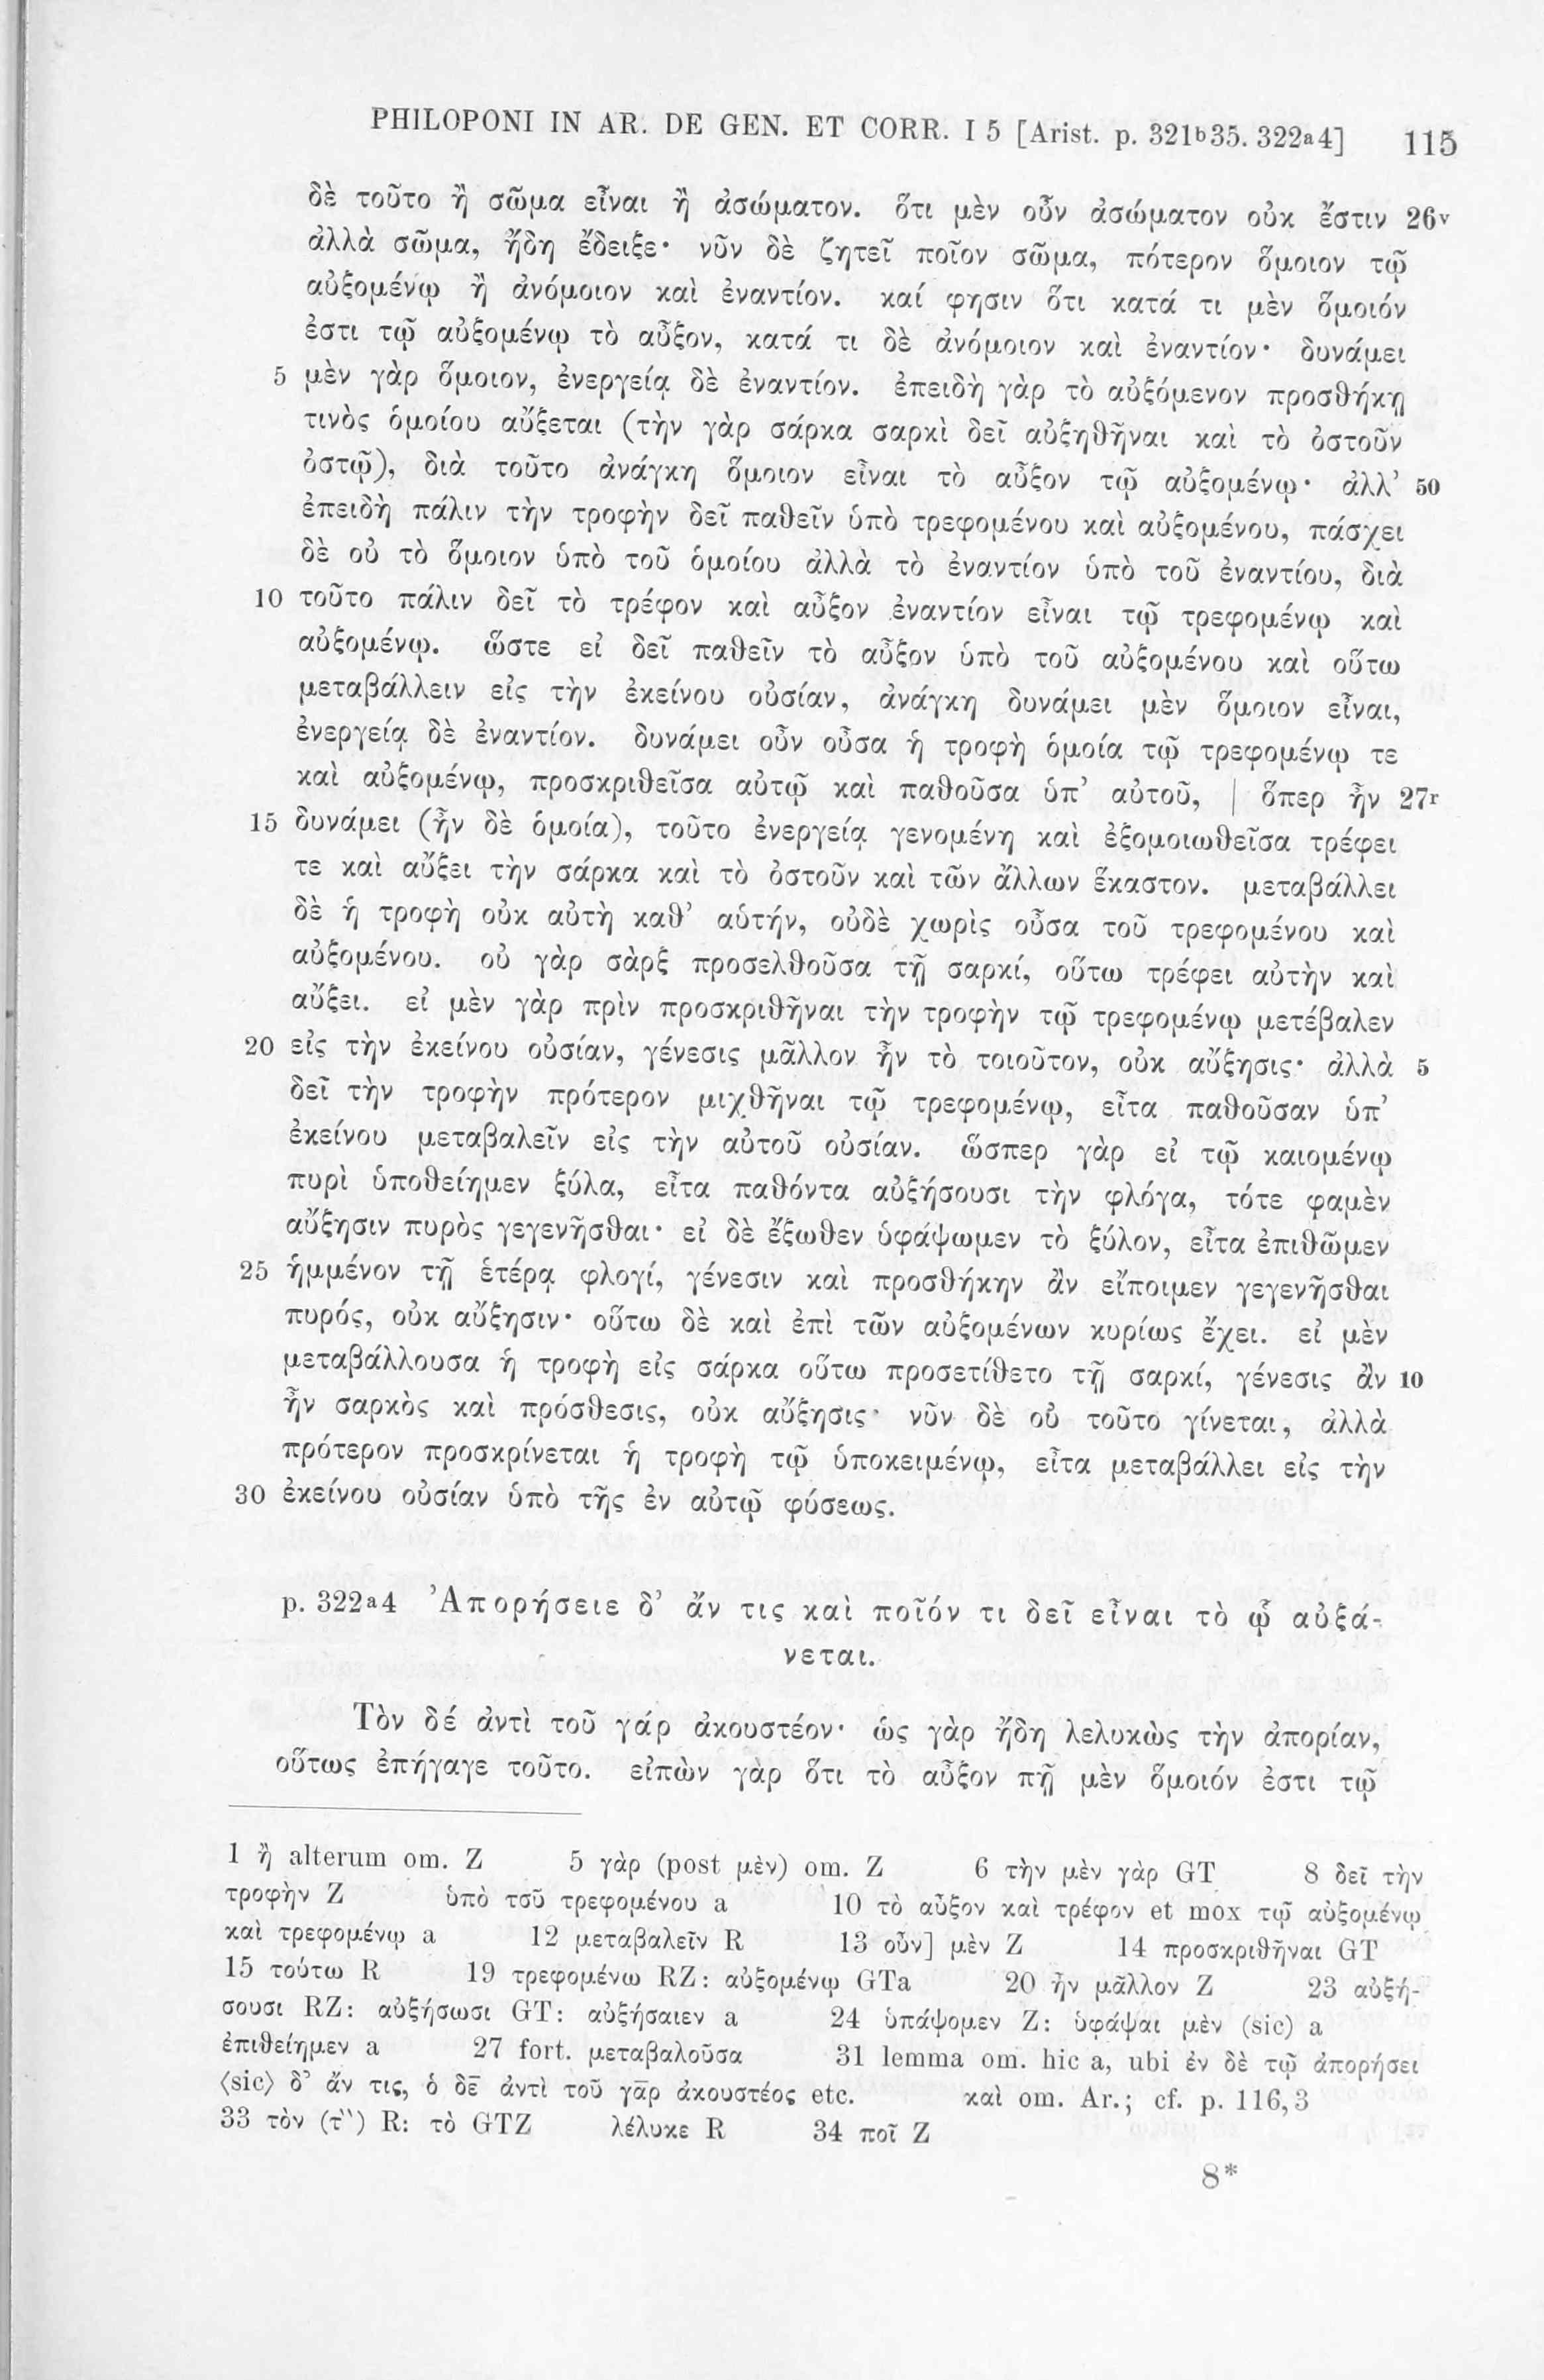 PHILOPONI IN AR. DE GEN. ET CORR. I 5 [Arist. p. 321b35. 322a4] 115
δὲ τοῦτο ἢ σῶμα εἶναι ἢ ἀσώματον. ὅτι μὲν οὖν ἀσώματον οὐκ ἔστιν 26v
ἀλλὰ σῶμα, ἤδη ἔδειξε· νῦν δὲ ζητεῖ ποῖον σῶμα, πότερον ὅμοιον τῷ
αὐξομένῳ ἢ ἀνόμοιον καὶ ἐναντίον. καί φησιν ὅτι κατά τι μὲν ὅμοιόν
ἐστι τῷ αὐξομένῳ τὸ αὖξον, κατά τι δὲ ἀνόμοιον καὶ ἐναντίον· δυνάμει
5 μὲν γὰρ ὅμοιον, ἐνεργείᾳ δὲ ἐναντίον. ἐπειδὴ γὰρ τὸ αὐξόμενον προσθήκῃ
τινὸς ὁμοίου αὔξεται (τὴν γὰρ σάρκα σαρκὶ δεῖ αὐξηθῆναι καὶ τὸ ὀστοῦν
ὀστῷ), διὰ τοῦτο ἀνάγκη ὅμοιον εἶναι τὸ αὖξον τῷ αὐξομένῳ· ἀλλ’ 50
ἐπειδὴ πάλιν τὴν τροφὴν δεῖ παθεῖν ὑπὸ τρεφομένου καὶ αὐξομένου, πάσχει
δὲ οὐ τὸ ὅμοιον ὑπὸ τοῦ ὁμοίου ἀλλὰ τὸ ἐναντίον ὑπὸ τοῦ ἐναντίου, διὰ
10 τοῦτο πάλιν δεῖ τὸ τρέφον καὶ αὖξον ἐναντίον εἶναι τῷ τρεφομένῳ καὶ
αὐξομένῳ. ὥστε εἰ δεῖ παθεῖν τὸ αὖξον ὑπὸ τοῦ αὐξομένου καὶ οὕτω
μεταβάλλειν εἰς τὴν ἐκείνου οὐσίαν, ἀνάγκη δυνάμει μὲν ὅμοιον εἶναι,
ἐνεργείᾳ δὲ ἐναντίον. δυνάμει οὖν οὖσα ἡ τροφὴ ὁμοία τῷ τρεφομένῳ τε
καὶ αὐξομένῳ, προσκριθεῖσα αὐτῷ καὶ παθοῦσα ὑπ’ αὐτοῦ, | ὅπερ ἦν 27r
15 δυνάμει (ἦν δὲ ὁμοία), τοῦτο ἐνεργείᾳ γενομένη καὶ ἐξομοιωθεῖσα τρέφει
τε καὶ αὔξει τὴν σάρκα καὶ τὸ ὀστοῦν καὶ τῶν ἄλλων ἕκαστον. μεταβάλλει
δὲ ἡ τροφὴ οὐκ αὐτὴ καθ’ αὑτήν, οὐδὲ χωρὶς οὖσα τοῦ τρεφομένου καὶ
αὐξομένου. οὐ γὰρ σὰρξ προσελθοῦσα τῇ σαρκί, οὕτω τρέφει αὐτὴν καὶ
αὔξει. εἰ μὲν γὰρ πρὶν προσκριθῆναι τὴν τροφὴν τῷ τρεφομένῳ μετέβαλεν
20 εἰς τὴν ἐκείνου οὐσίαν, γένεσις μᾶλλον ἦν τὸ τοιοῦτον, οὐκ αὔξησις· ἀλλὰ 5
δεῖ τὴν τροφὴν πρότερον μιχθῆναι τῷ τρεφομένῳ, εἶτα παθοῦσαν ὑπ’
ἐκείνου μεταβαλεῖν εἰς τὴν αὐτοῦ οὐσίαν. ὥσπερ γὰρ εἰ τῷ καιομένῳ
πυρὶ ὑποθείημεν ξύλα, εἶτα παθόντα αὐξήσουσι τὴν φλόγα, τότε φαμὲν
αὔξησιν πυρὸς γεγενῆσθαι· εἰ δὲ ἔξωθεν ὑφάψωμεν τὸ ξύλον, εἶτα ἐπιθῶμεν
25 ἡμμένον τῇ ἑτέρᾳ φλογί, γένεσιν καὶ προσθήκην ἂν εἴποιμεν γεγενῆσθαι
πυρός, οὐκ αὔξησιν· οὕτω δὲ καὶ ἐπὶ τῶν αὐξομένων κυρίως ἔχει. εἰ μὲν
μεταβάλλουσα ἡ τροφὴ εἰς σάρκα οὕτω προσετίθετο τῇ σαρκί, γένεσις ἂν 10
ἦν σαρκὸς καὶ πρόσθεσις, οὐκ αὔξησις· νῦν δὲ οὐ τοῦτο γίνεται, ἀλλὰ
πρότερον προσκρίνεται ἡ τροφὴ τῷ ὑποκειμένῳ, εἶτα μεταβάλλει εἰς τὴν
30 ἐκείνου οὐσίαν ὑπὸ τῆς ἐν αὐτῷ φύσεως.
p. 322a4 Ἀπορήσειε δ’ ἄν τις καὶ ποῖόν τι δεῖ εἶναι τὸ ᾧ αὐξά-
νεται.
Τὸν δέ ἀντὶ τοῦ γάρ ἀκουστέον· ὡς γὰρ ἤδη λελυκὼς τὴν ἀπορίαν,
οὕτως ἐπήγαγε τοῦτο. εἰπὼν γὰρ ὅτι τὸ αὖξον πῇ μὲν ὅμοιόν ἐστι τῷ
1 ἢ alterum om. Z 5 γὰρ (post μὲν) om. Z 6 τὴν μὲν γὰρ GT 8 δεῖ τὴν
τροφὴν Z ὑπὸ τοῦ τρεφομένου a 10 τὸ αὖξον καὶ τρέφον et mox τῷ αὐξομένῳ
καὶ τρεφομένῳ a 12 μεταβαλεῖν R 13 οὖν] μὲν Z 14 προσκριθῆναι GT
15 τούτω R 19 τρεφομένω RZ: αὐξομένῳ GTa 20 ἦν μᾶλλον Z 23 αὐξή-
σουσι RZ: αὐξήσωσι GT: αὐξήσαιεν a 24 ὑπάψομεν Z: ὑφάψαι μὲν (sic) a
ἐπιθείημεν a 27 fort. μεταβαλοῦσα 31 lemma om. hic a, ubi ἐν δὲ τῷ ἀπορήσει
⟨sic⟩ δ’ ἄν τις, ὁ δε̄ ἀντὶ τοῦ γᾱρ ἀκουστέος etc. καὶ om. Ar.; cf. p. 116,3
33 τὸν (τ̀̀) R: τὸ GTZ λέλυκε R 34 ποῖ Z
8*